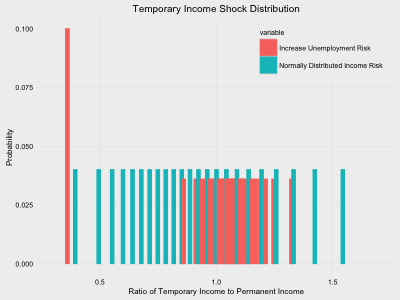 Temporary Income Shock Distribution
variable
Increase Unemployment Risk
Normally Distributed Income Risk
Probability
0.100
0.075
0.050
0.025
0.000
0.5 1.0 1.5
Ratio of Temporary Income to Permanent Income